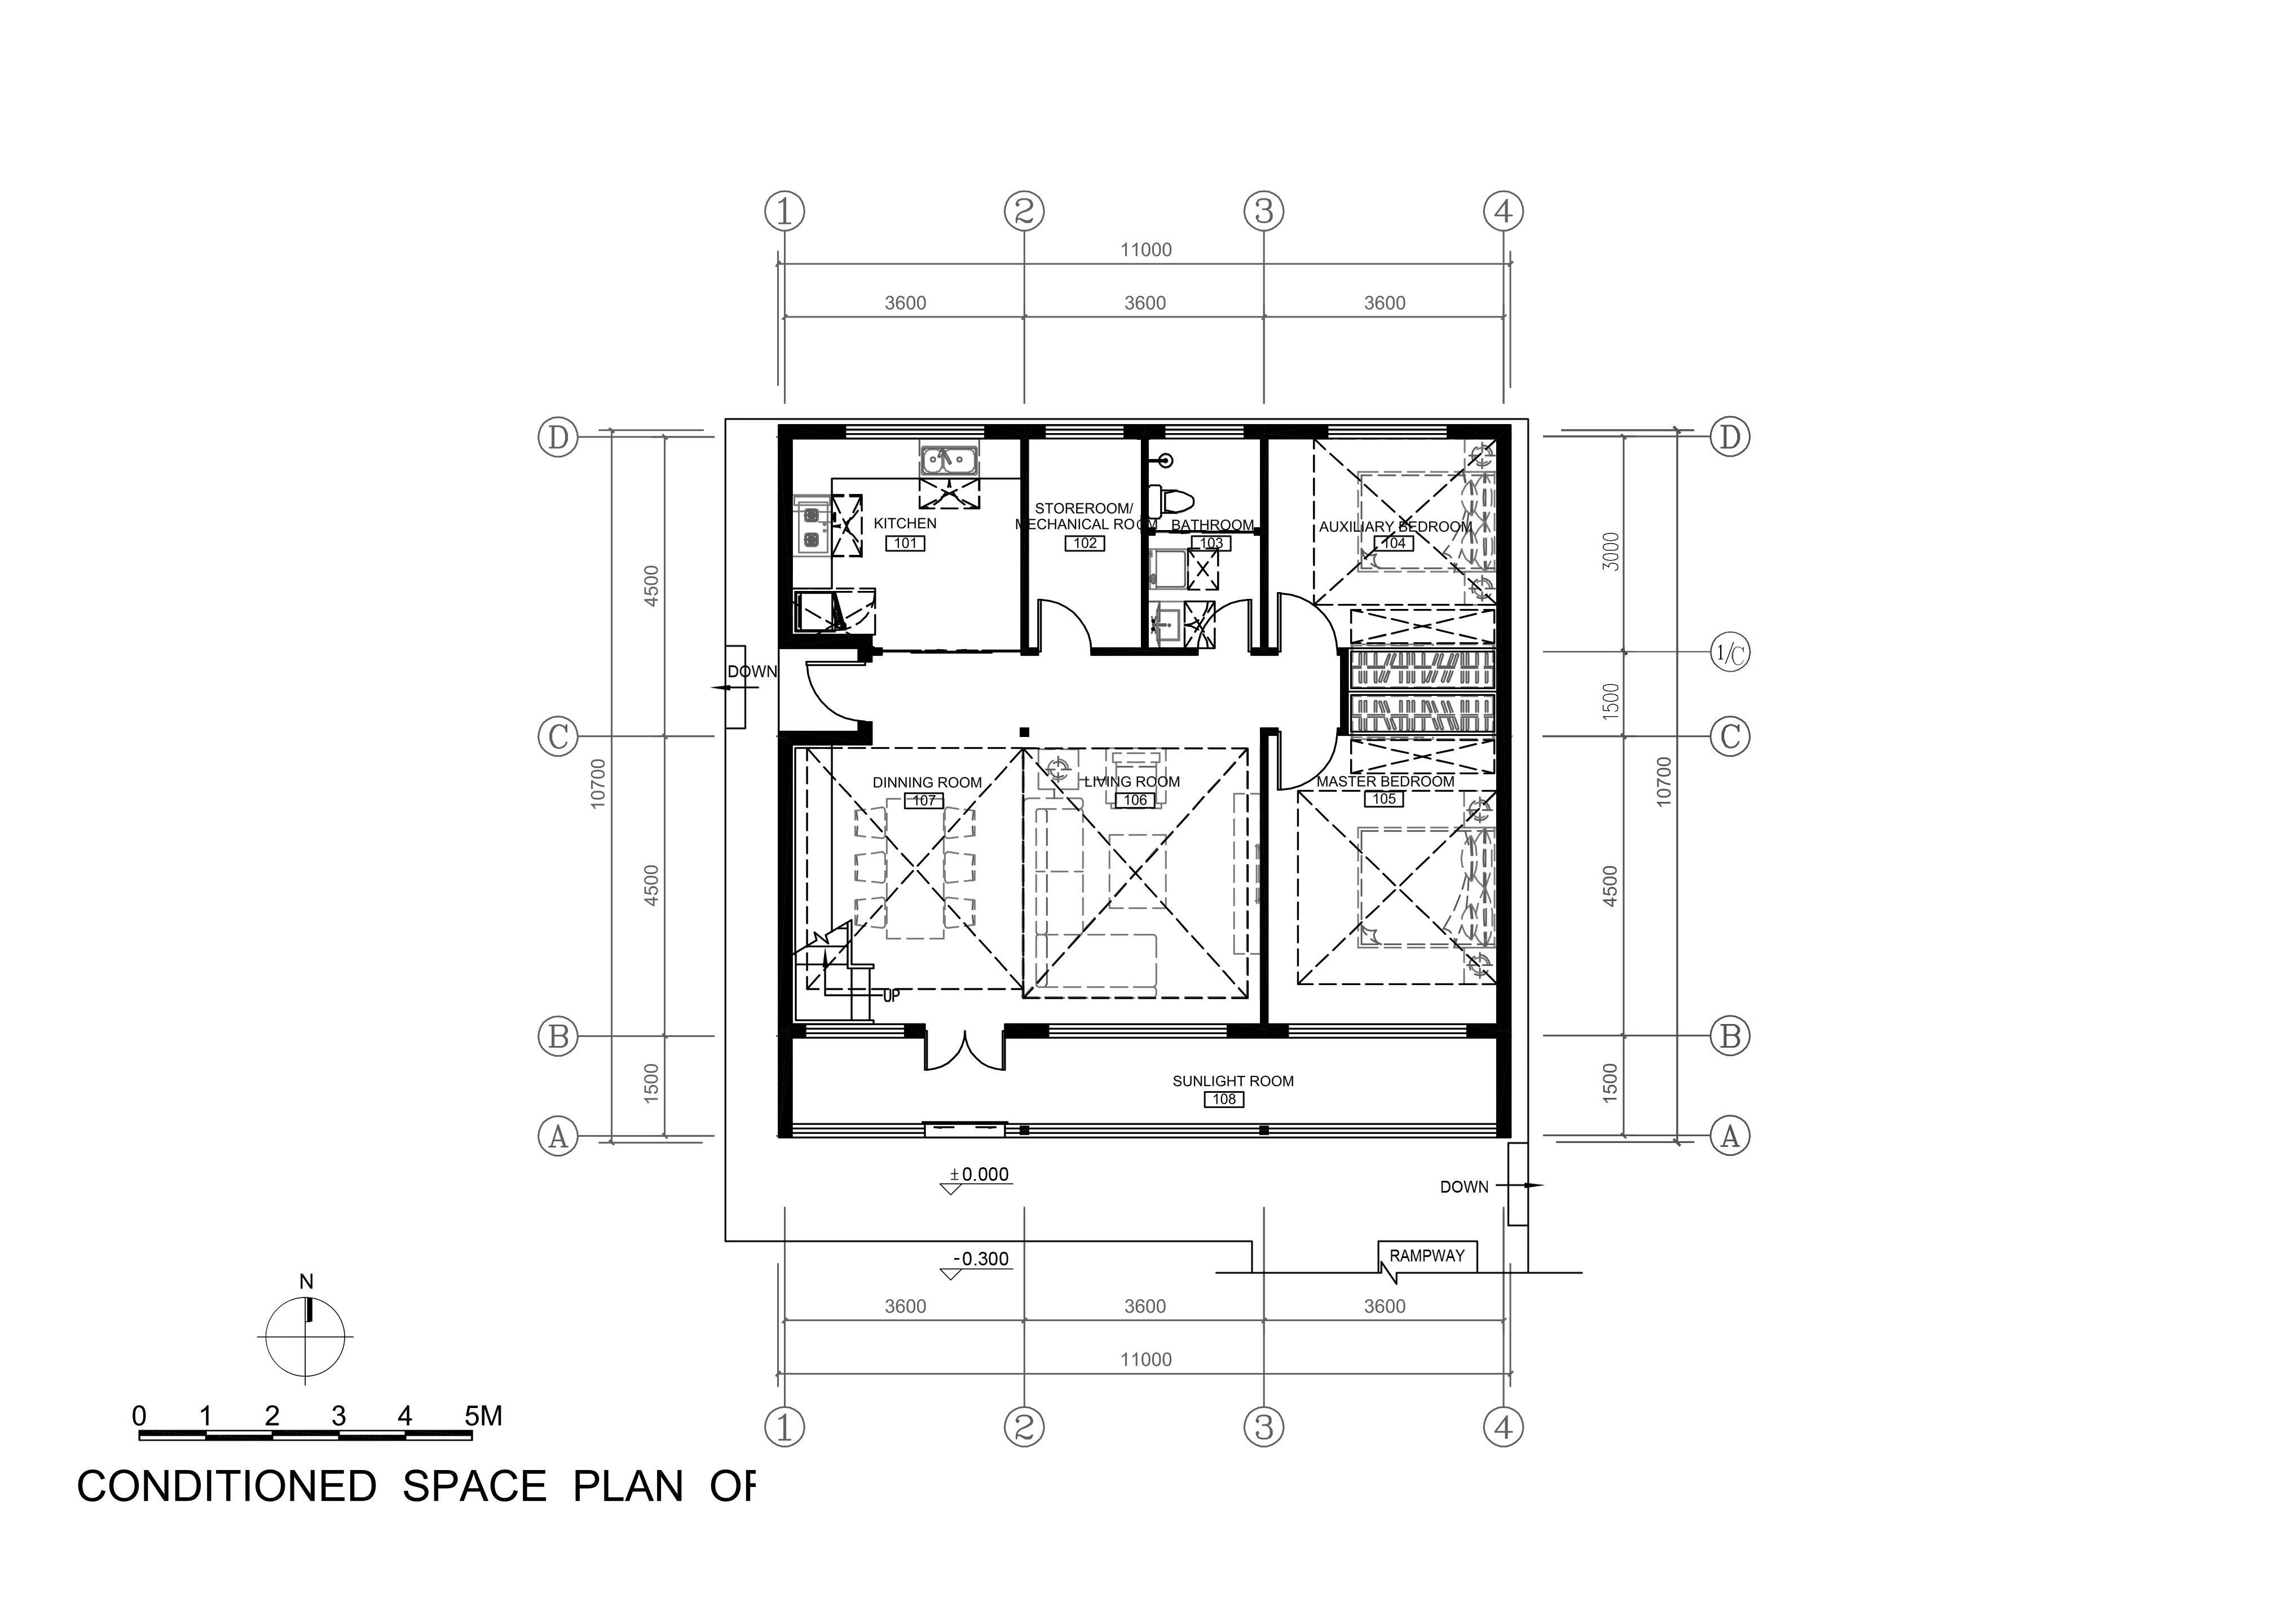 1 2 3 4
11000
3600 3600 3600
D D
KITCHEN
101
STOREROOM/
MECHANICAL ROOM
102
BATHROOM
103
AUXILIARY BEDROOM
104
4500
3000
1/C
DOWN
1500
C C
10700
10700
DINNING ROOM
107
LIVING ROOM
106
MASTER BEDROOM
105
4500
4500
UP
B B
SUNLIGHT ROOM
108
1500
1500
A A
±0.000
DOWN
-0.300
RAMPWAY
N
3600 3600 3600
11000
0 1 2 3 4 5M
1 2 3 4
CONDITIONED SPACE PLAN